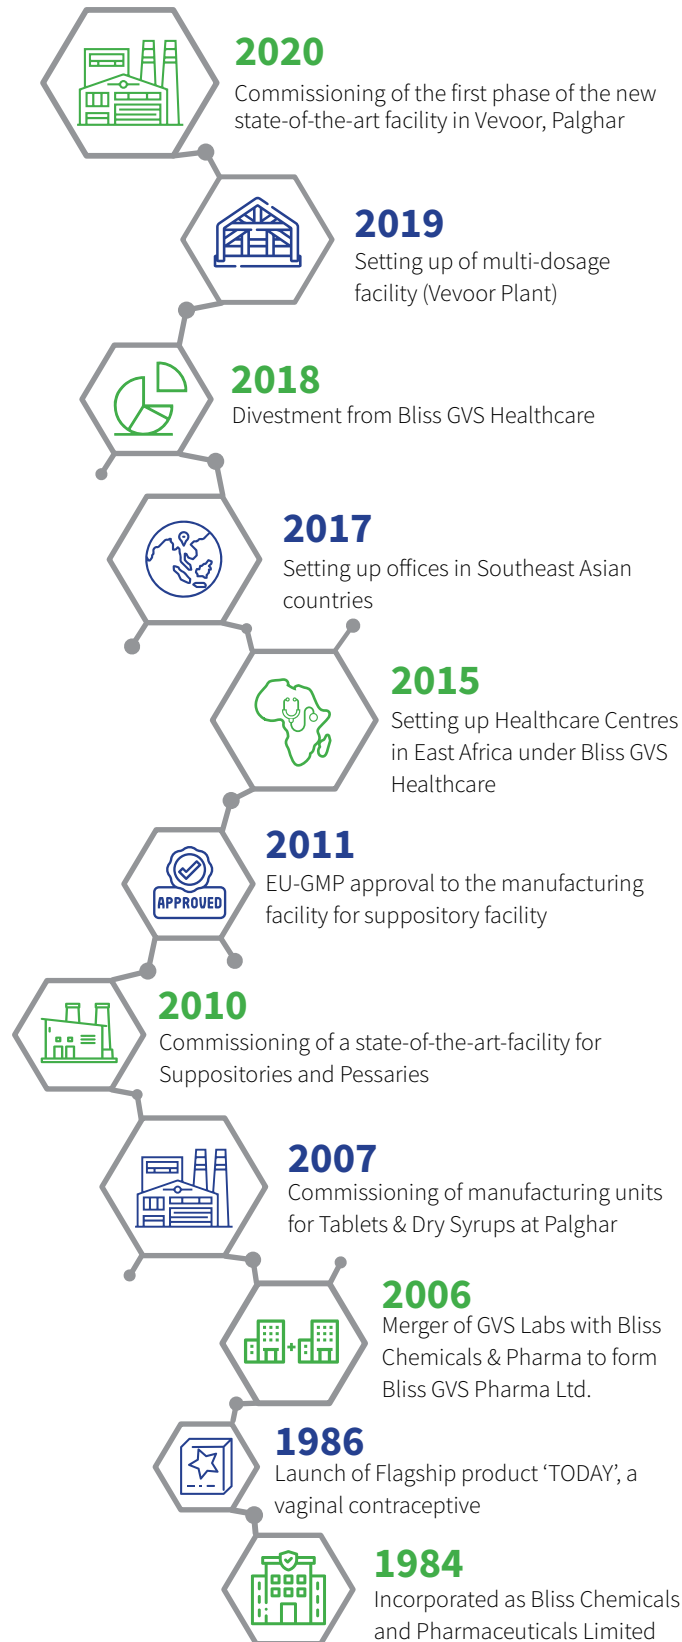 2020
Commissioning of the first phase of the new
state-of-the-art facility in Vevoor, Palghar
2019
Setting up of multi-dosage
facility (Vevoor Plant)
2018
Divestment from Bliss GVS Healthcare
2017
Setting up offices in Southeast Asian
countries
2015
Setting up Healthcare Centres
in East Africa under Bliss GVS
Healthcare
2011
EU-GMP approval to the manufacturing
facility for suppository facility
APPROVED
2010
Commissioning of a state-of-the-art-facility for
Suppositories and Pessaries
2007
Commissioning of manufacturing units
for Tablets & Dry Syrups at Palghar
2006
Merger of GVS Labs with Bliss
Chemicals & Pharma to form
Bliss GVS Pharma Ltd.
1986
Launch of Flagship product ‘TODAY’, a
vaginal contraceptive
1984
Incorporated as Bliss Chemicals
and Pharmaceuticals Limited